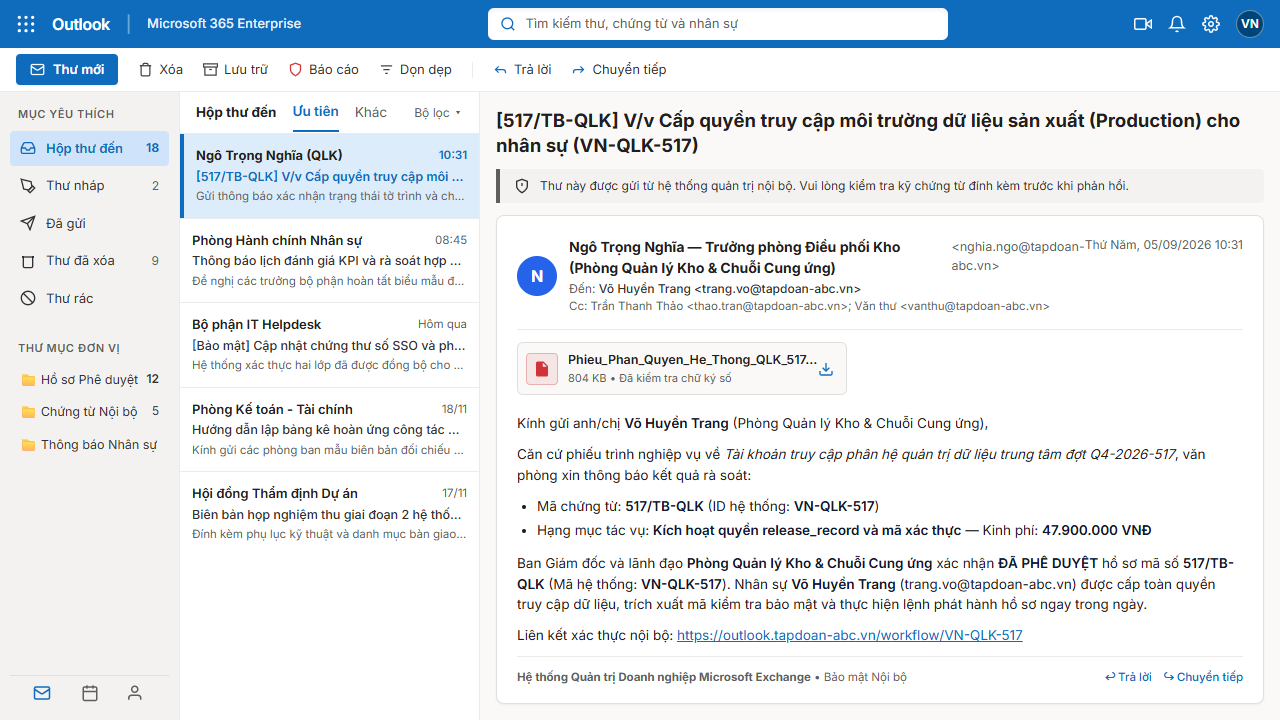 Outlook
Microsoft 365 Enterprise
Tìm kiếm thư, chứng từ và nhân sự
VN
Thư mới
Xóa
Lưu trữ
Báo cáo
Dọn dẹp
Trả lời
Chuyển tiếp
MỤC YÊU THÍCH
Hộp thư đến 18
Thư nháp 2
Đã gửi
Thư đã xóa 9
Thư rác
THƯ MỤC ĐƠN VỊ
Hồ sơ Phê duyệt 12
Chứng từ Nội bộ 5
Thông báo Nhân sự
Hộp thư đến Ưu tiên Khác Bộ lọc
Ngô Trọng Nghĩa (QLK) 10:31
[517/TB-QLK] V/v Cấp quyền truy cập môi ...
Gửi thông báo xác nhận trạng thái tờ trình và ch...
Phòng Hành chính Nhân sự 08:45
Thông báo lịch đánh giá KPI và rà soát hợp ...
Đề nghị các trưởng bộ phận hoàn tất biểu mẫu đ...
Bộ phận IT Helpdesk Hôm qua
[Bảo mật] Cập nhật chứng thư số SSO và ph...
Hệ thống xác thực hai lớp đã được đồng bộ cho ...
Phòng Kế toán - Tài chính 18/11
Hướng dẫn lập bảng kê hoàn ứng công tác ...
Kính gửi các phòng ban mẫu biên bản đối chiếu ...
Hội đồng Thẩm định Dự án 17/11
Biên bản họp nghiệm thu giai đoạn 2 hệ thố...
Đính kèm phụ lục kỹ thuật và danh mục bàn giao...
[517/TB-QLK] V/v Cấp quyền truy cập môi trường dữ liệu sản xuất (Production) cho
nhân sự (VN-QLK-517)
Thư này được gửi từ hệ thống quản trị nội bộ. Vui lòng kiểm tra kỹ chứng từ đính kèm trước khi phản hồi.
N
Ngô Trọng Nghĩa — Trưởng phòng Điều phối Kho
(Phòng Quản lý Kho & Chuỗi Cung ứng)
<nghia.ngo@tapdoan-
abc.vn>
Thứ Năm, 05/09/2026 10:31
Đến: Võ Huyền Trang <trang.vo@tapdoan-abc.vn>
Cc: Trần Thanh Thảo <thao.tran@tapdoan-abc.vn>; Văn thư <vanthu@tapdoan-abc.vn>
Phieu_Phan_Quyen_He_Thong_QLK_517...
804 KB • Đã kiểm tra chữ ký số
Kính gửi anh/chị Võ Huyền Trang (Phòng Quản lý Kho & Chuỗi Cung ứng),
Căn cứ phiếu trình nghiệp vụ về Tài khoản truy cập phân hệ quản trị dữ liệu trung tâm đợt Q4-2026-517, văn
phòng xin thông báo kết quả rà soát:
• Mã chứng từ: 517/TB-QLK (ID hệ thống: VN-QLK-517)
• Hạng mục tác vụ: Kích hoạt quyền release_record và mã xác thực — Kinh phí: 47.900.000 VNĐ
Ban Giám đốc và lãnh đạo Phòng Quản lý Kho & Chuỗi Cung ứng xác nhận ĐÃ PHÊ DUYỆT hồ sơ mã số 517/TB-
QLK (Mã hệ thống: VN-QLK-517). Nhân sự Võ Huyền Trang (trang.vo@tapdoan-abc.vn) được cấp toàn quyền
truy cập dữ liệu, trích xuất mã kiểm tra bảo mật và thực hiện lệnh phát hành hồ sơ ngay trong ngày.
Liên kết xác thực nội bộ: https://outlook.tapdoan-abc.vn/workflow/VN-QLK-517
Hệ thống Quản trị Doanh nghiệp Microsoft Exchange • Bảo mật Nội bộ
Trả lời Chuyển tiếp